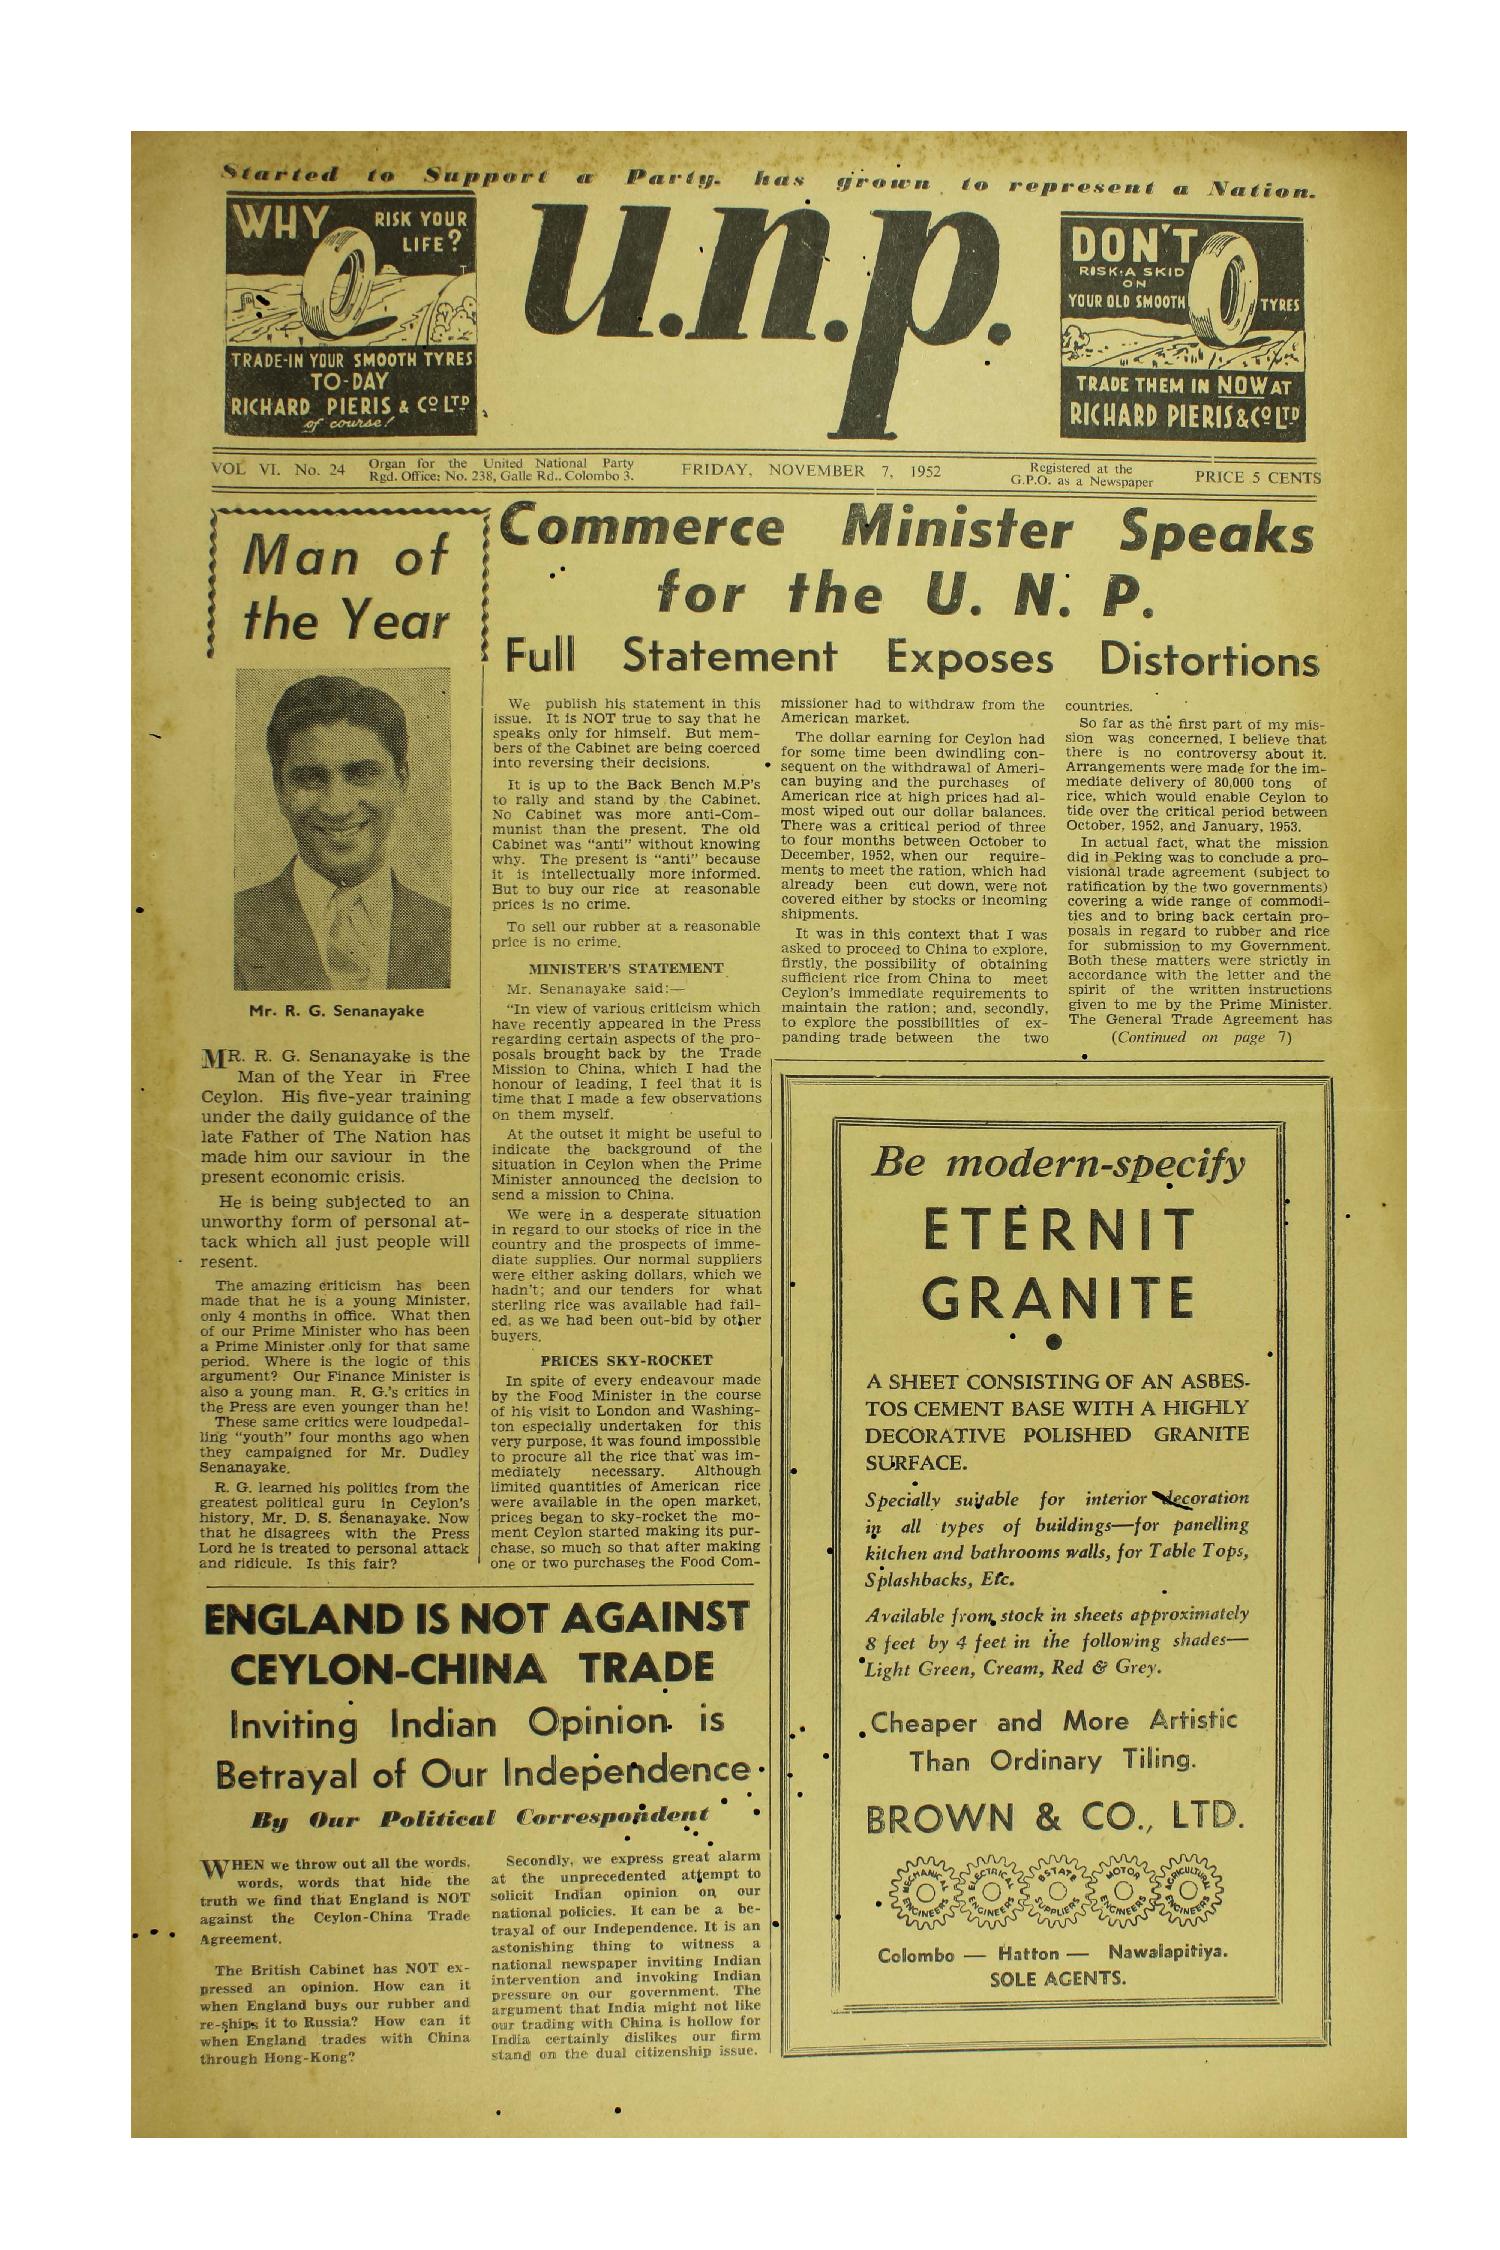 Started to Support a Party, has grown to represent a Nation.
WHY RISK YOUR
LIFE?
TRADE-IN YOUR SMOOTH TYRES
TO-DAY
RICHARD PIERIS & CO LTD
of course!
u.n.p.
DON'T
RISK A SKID
ON
YOUR OLD SMOOTH TYRES
TRADE THEM IN NOW AT
RICHARD PIERIS & CO LTD
VOL VI. No. 24
Organ for the United National Party
Rgd. Office: No. 238, Galle Rd., Colombo 3.
FRIDAY, NOVEMBER 7, 1952
Registered at the
G.P.O. as a Newspaper
PRICE 5 CENTS
Man of
the Year
Mr. R. G. Senanayake
MR. R. G. Senanayake is the
Man of the Year in Free
Ceylon. His five-year training
under the daily guidance of the
late Father of The Nation has
made him our saviour in the
present economic crisis.
He is being subjected to an
unworthy form of personal at-
tack which all just people will
resent.
The amazing criticism has been
made that he is a young Minister,
only 4 months in office. What then
of our Prime Minister who has been
a Prime Minister only for that same
period. Where is the logic of this
argument? Our Finance Minister is
also a young man. R. G.'s critics in
the Press are even younger than he!
These same critics were loudpedal-
ling "youth" four months ago when
they campaigned for Mr. Dudley
Senanayake.
R. G. learned his politics from the
greatest political guru in Ceylon's
history, Mr. D. S. Senanayake. Now
that he disagrees with the Press
Lord he is treated to personal attack
and ridicule. Is this fair?
Commerce Minister Speaks
for the U. N. P.
Full Statement Exposes Distortions
We publish his statement in this
issue. It is NOT true to say that he
speaks only for himself. But mem-
bers of the Cabinet are being coerced
into reversing their decisions.
It is up to the Back Bench M.P's
to rally and stand by the Cabinet.
No Cabinet was more anti-Com-
munist than the present. The old
Cabinet was "anti" without knowing
why. The present is "anti" because
it is intellectually more informed.
But to buy our rice at reasonable
prices is no crime.
To sell our rubber at a reasonable
price is no crime.
MINISTER'S STATEMENT
Mr. Senanayake said:—
"In view of various criticism which
have recently appeared in the Press
regarding certain aspects of the pro-
posals brought back by the Trade
Mission to China, which I had the
honour of leading, I feel that it is
time that I made a few observations
on them myself.
At the outset it might be useful to
indicate the background of the
situation in Ceylon when the Prime
Minister announced the decision to
send a mission to China.
We were in a desperate situation
in regard to our stocks of rice in the
country and the prospects of imme-
diate supplies. Our normal suppliers
were either asking dollars, which we
hadn't; and our tenders for what
sterling rice was available had fail-
ed, as we had been out-bid by other
buyers.
PRICES SKY-ROCKET
In spite of every endeavour made
by the Food Minister in the course
of his visit to London and Washing-
ton especially undertaken for this
very purpose, it was found impossible
to procure all the rice that was im-
mediately necessary. Although
limited quantities of American rice
were available in the open market,
prices began to sky-rocket the mo-
ment Ceylon started making its pur-
chase, so much so that after making
one or two purchases the Food Com-
missioner had to withdraw from the
American market.
The dollar earning for Ceylon had
for some time been dwindling con-
sequent on the withdrawal of Ameri-
can buying and the purchases of
American rice at high prices had al-
most wiped out our dollar balances.
There was a critical period of three
to four months between October to
December, 1952, when our require-
ments to meet the ration, which had
already been cut down, were not
covered either by stocks or incoming
shipments.
It was in this context that I was
asked to proceed to China to explore,
firstly, the possibility of obtaining
sufficient rice from China to meet
Ceylon's immediate requirements to
maintain the ration; and, secondly,
to explore the possibilities of ex-
panding trade between the two
countries.
So far as the first part of my mis-
sion was concerned, I believe that
there is no controversy about it.
Arrangements were made for the im-
mediate delivery of 80,000 tons of
rice, which would enable Ceylon to
tide over the critical period between
October, 1952, and January, 1953.
In actual fact, what the mission
did in Peking was to conclude a pro-
visional trade agreement (subject to
ratification by the two governments)
covering a wide range of commodi-
ties and to bring back certain pro-
posals in regard to rubber and rice
for submission to my Government.
Both these matters were strictly in
accordance with the letter and the
spirit of the written instructions
given to me by the Prime Minister.
The General Trade Agreement has
(Continued on page 7)
ENGLAND IS NOT AGAINST
CEYLON-CHINA TRADE
Inviting Indian Opinion is
Betrayal of Our Independence
By Our Political Correspondent
WHEN we throw out all the words,
words, words that hide the
truth we find that England is NOT
against the Ceylon-China Trade
Agreement.
The British Cabinet has NOT ex-
pressed an opinion. How can it
when England buys our rubber and
re-ships it to Russia? How can it
when England trades with China
through Hong-Kong?
Secondly, we express great alarm
at the unprecedented attempt to
solicit Indian opinion on our
national policies. It can be a be-
trayal of our Independence. It is an
astonishing thing to witness a
national newspaper inviting Indian
intervention and invoking Indian
pressure on our government. The
argument that India might not like
our trading with China is hollow for
India certainly dislikes our firm
stand on the dual citizenship issue.
Be modern-specify
ETERNIT
GRANITE
A SHEET CONSISTING OF AN ASBES-
TOS CEMENT BASE WITH A HIGHLY
DECORATIVE POLISHED GRANITE
SURFACE.
Specially suitable for interior decoration
in all types of buildings—for panelling
kitchen and bathrooms walls, for Table Tops,
Splashbacks, Etc.
Available from stock in sheets approximately
8 feet by 4 feet in the following shades—
Light Green, Cream, Red & Grey.
Cheaper and More Artistic
Than Ordinary Tiling.
BROWN & CO., LTD.
MECHANICAL ENGINEERS
ELECTRICAL ENGINEERS
ESTATE SUPPLIERS
MOTOR ENGINEERS
AGRICULTURAL ENGINEERS
Colombo — Hatton — Nawalapitiya.
SOLE AGENTS.